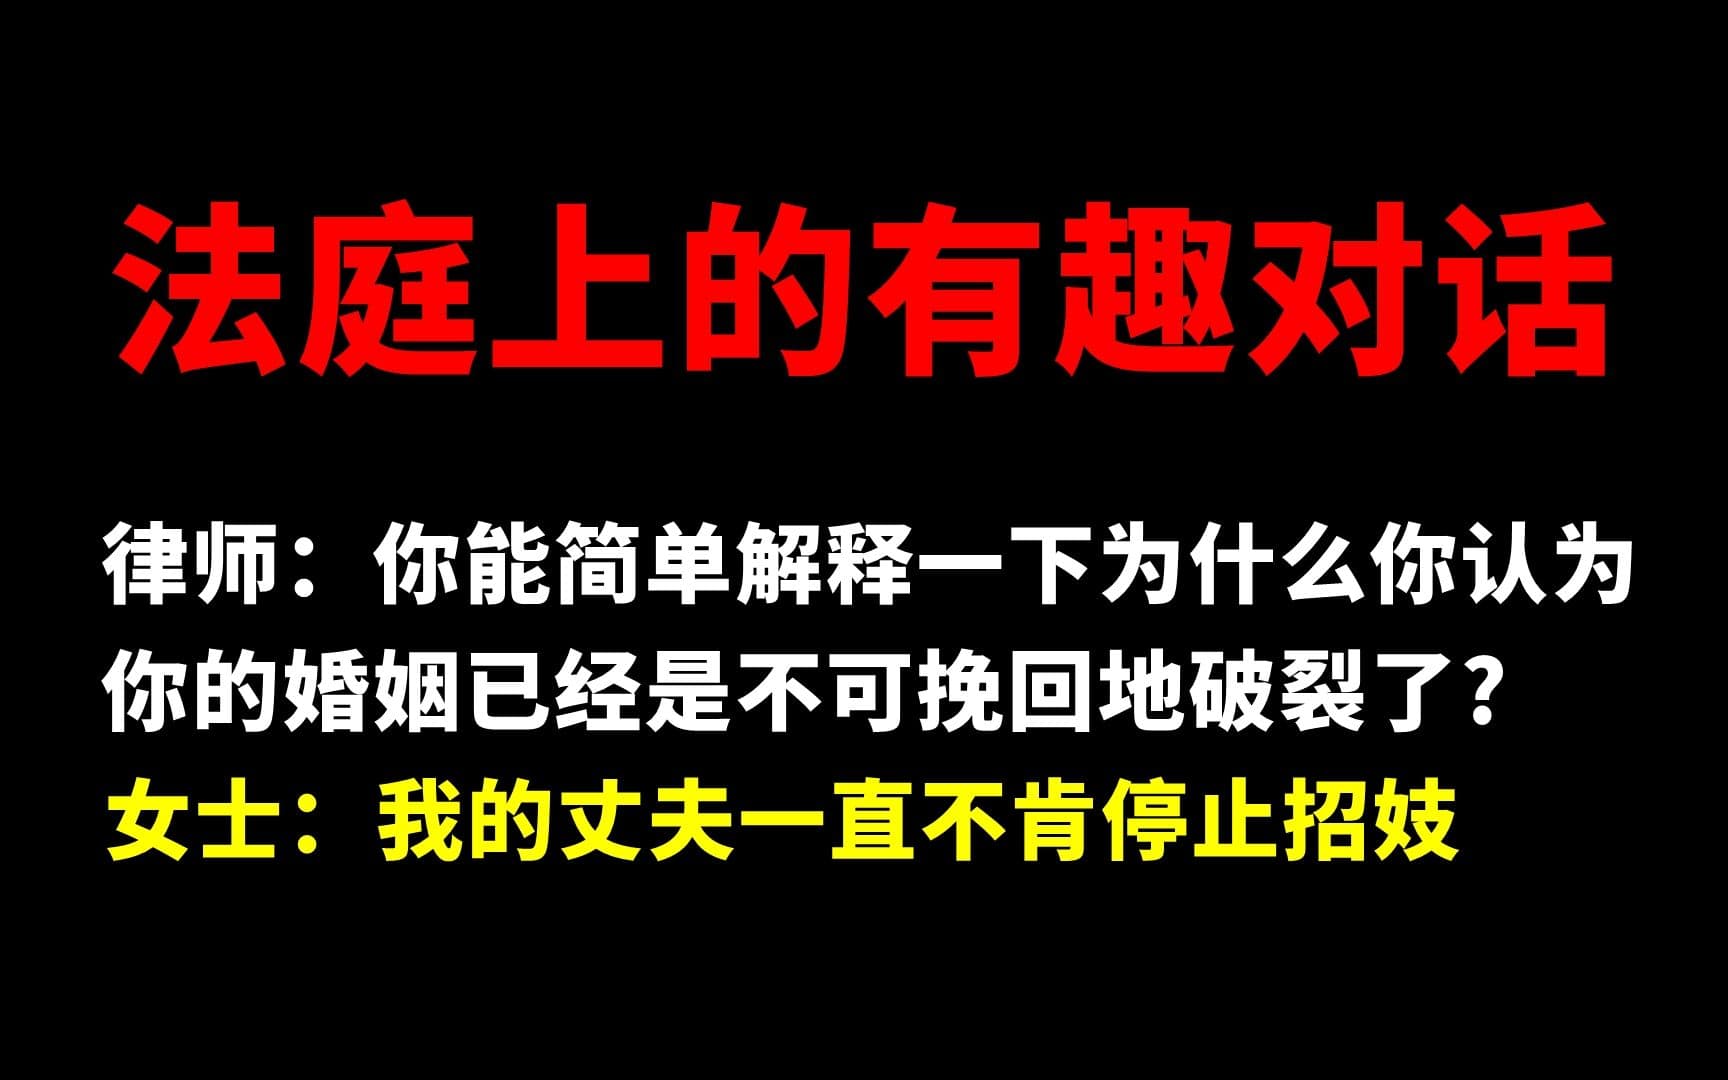 法庭上的有趣对话
律师：你能简单解释一下为什么你认为
你的婚姻已经是不可挽回地破裂了？
女士：我的丈夫一直不肯停止招妓